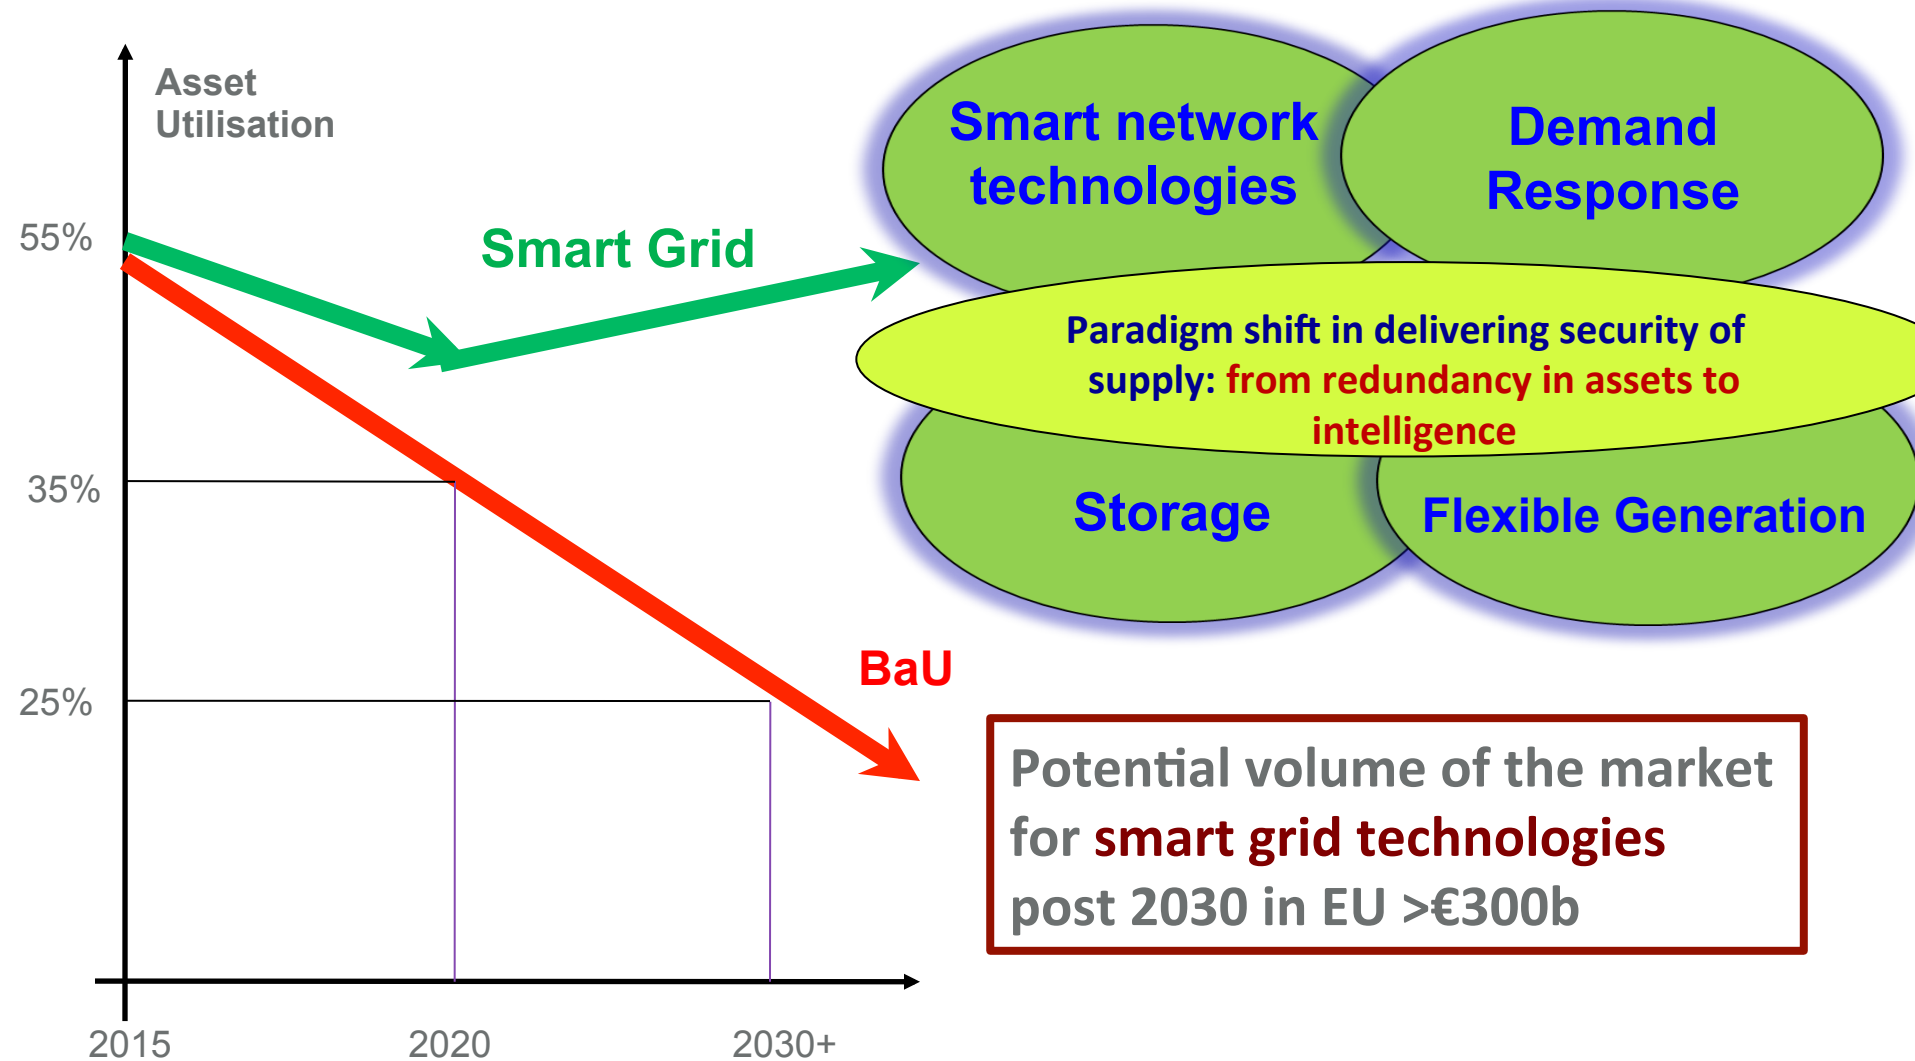 Asset
Utilisation
55%
35%
25%
2015
2020
2030+
Smart Grid
BaU
Smart network
technologies
Demand
Response
Paradigm shift in delivering security of
supply: from redundancy in assets to
intelligence
Storage
Flexible Generation
Potential volume of the market
for smart grid technologies
post 2030 in EU >€300b